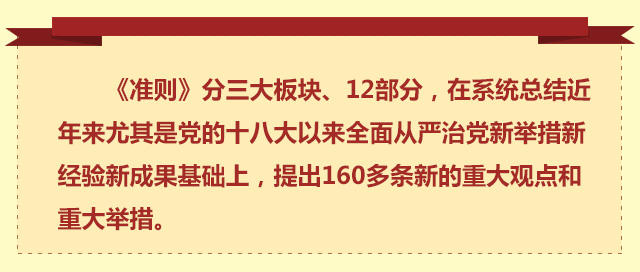 《准则》分三大板块、12部分，在系统总结近
年来尤其是党的十八大以来全面从严治党新举措新
经验新成果基础上，提出160多条新的重大观点和
重大举措。